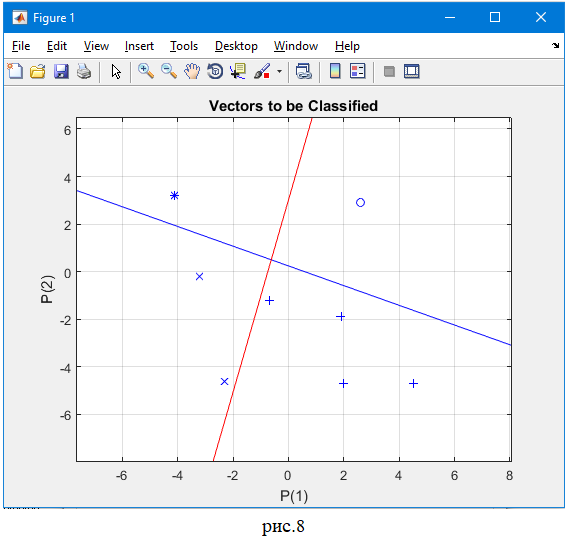 Figure 1
File Edit View Insert Tools Desktop Window Help
Vectors to be Classified
6
4
2
0
-2
-4
-6
P(2)
-6 -4 -2 0 2 4 6 8
P(1)
рис.8